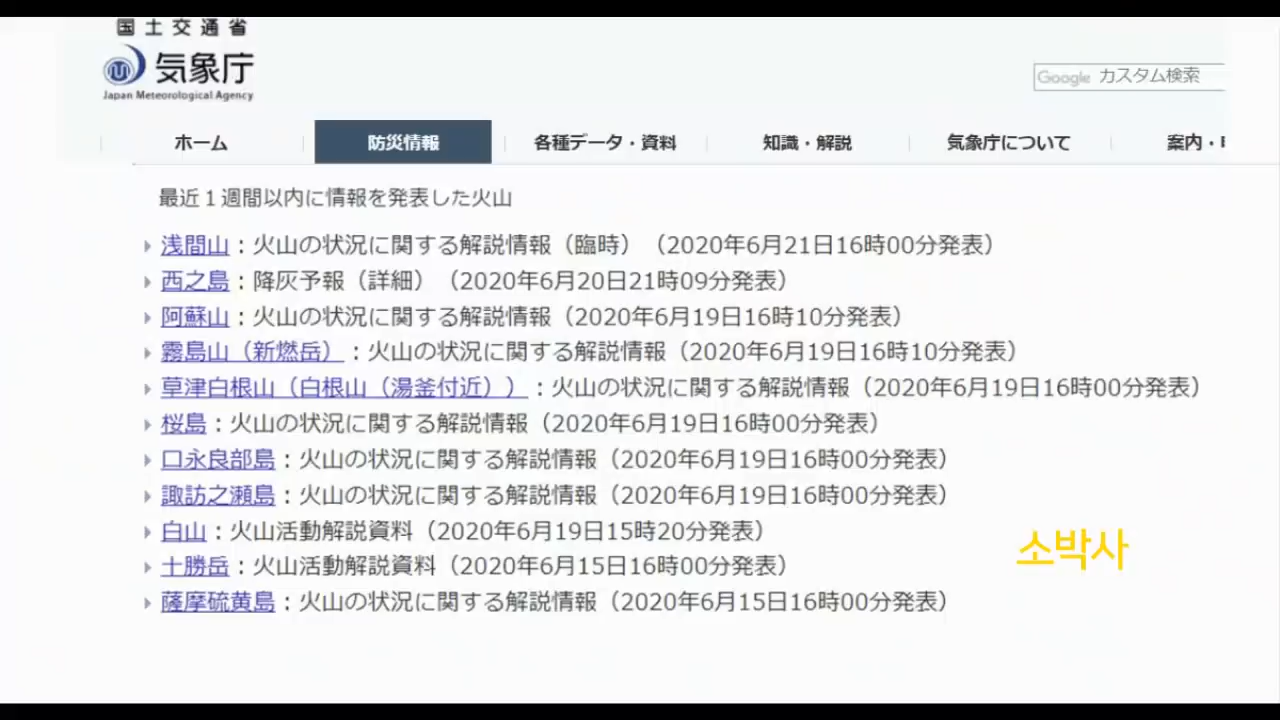 国土交通省
気象庁
Japan Meteorological Agency
Google カスタム検索
ホーム 防災情報 各種データ・資料 知識・解説 気象庁について 案内・
最近１週間以内に情報を発表した火山
浅間山：火山の状況に関する解説情報（臨時）（2020年6月21日16時00分発表）
西之島：降灰予報（詳細）（2020年6月20日21時09分発表）
阿蘇山：火山の状況に関する解説情報（2020年6月19日16時10分発表）
霧島山（新燃岳）：火山の状況に関する解説情報（2020年6月19日16時10分発表）
草津白根山（白根山（湯釜付近））：火山の状況に関する解説情報（2020年6月19日16時00分発表）
桜島：火山の状況に関する解説情報（2020年6月19日16時00分発表）
口永良部島：火山の状況に関する解説情報（2020年6月19日16時00分発表）
諏訪之瀬島：火山の状況に関する解説情報（2020年6月19日16時00分発表）
白山：火山活動解説資料（2020年6月19日15時20分発表）
소박사
十勝岳：火山活動解説資料（2020年6月15日16時00分発表）
薩摩硫黄島：火山の状況に関する解説情報（2020年6月15日16時00分発表）